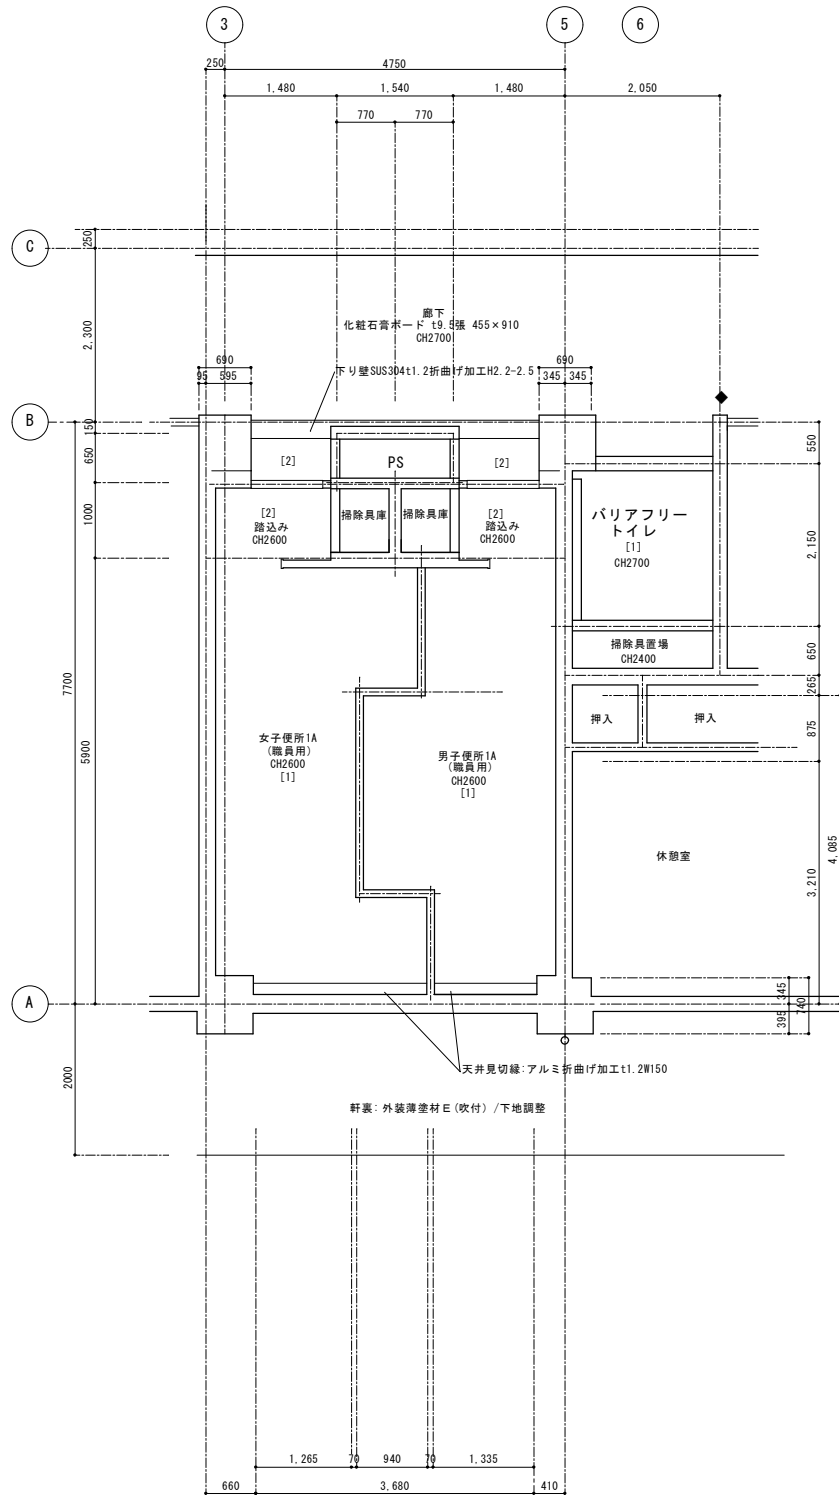 3
5
6
250
4750
1,480
1,540
1,480
2,050
770
770
C
250
2,300
廊下
化粧石膏ボード t9.5張 455×910
CH2700
690
690
95
595
下り壁SUS304t1.2折曲げ加工H2.2-2.5
345
345
B
150
650
1000
550
[2]
PS
[2]
[2]
踏込み
CH2600
掃除具庫
掃除具庫
[2]
踏込み
CH2600
バリアフリー
トイレ
[1]
CH2700
2,150
掃除具置場
CH2400
650
265
7700
5900
押入
押入
875
女子便所1A
(職員用)
CH2600
[1]
男子便所1A
(職員用)
CH2600
[1]
休憩室
4,085
3,210
A
345
740
395
天井見切縁:アルミ折曲げ加工t1.2W150
2000
軒裏:外装薄塗材E(吹付)/下地調整
1,265
70
940
70
1,335
660
3,680
410